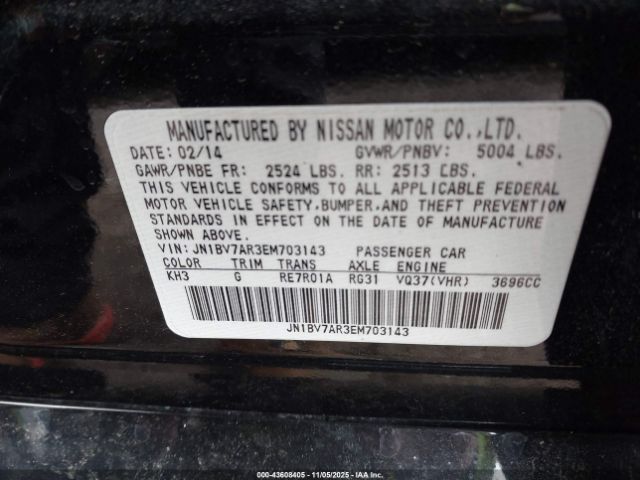 MANUFACTURED BY NISSAN MOTOR CO.,LTD.
DATE: 02/14 GVWR/PNBV: 5004 LBS.
GAWR/PNBE FR: 2524 LBS. RR: 2513 LBS.
THIS VEHICLE CONFORMS TO ALL APPLICABLE FEDERAL
MOTOR VEHICLE SAFETY, BUMPER, AND THEFT PREVENTION
STANDARDS IN EFFECT ON THE DATE OF MANUFACTURE
SHOWN ABOVE.
VIN: JN1BV7AR3EM703143 PASSENGER CAR
COLOR TRIM TRANS AXLE ENGINE
KH3 G RE7R01A RG31 VQ37(VHR) 3696CC
JN1BV7AR3EM703143
000-43608405 - 11/05/2025 - COPYRIGHT IAA, LLC.